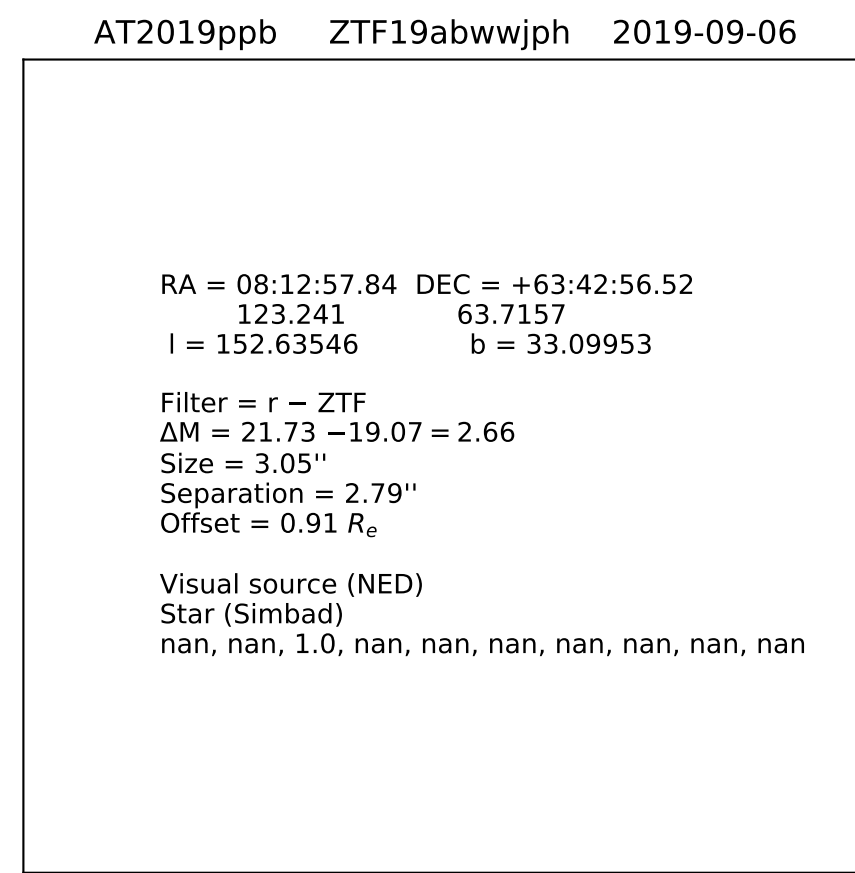 AT2019ppb ZTF19abwwjph 2019-09-06
RA = 08:12:57.84 DEC = +63:42:56.52
123.241 63.7157
l = 152.63546 b = 33.09953
Filter = r − ZTF
ΔM = 21.73 −19.07 = 2.66
Size = 3.05''
Separation = 2.79''
Offset = 0.91 Re
Visual source (NED)
Star (Simbad)
nan, nan, 1.0, nan, nan, nan, nan, nan, nan, nan